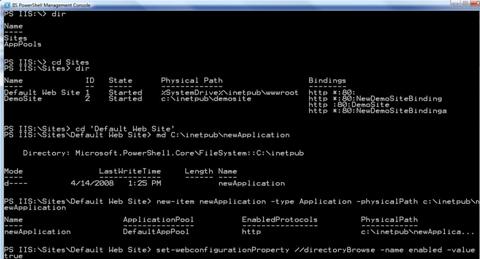 IIS PowerShell Management Console
PS IIS:\> dir
Name
----
Sites
AppPools
PS IIS:\> cd Sites
PS IIS:\Sites> dir
Name ID State Physical Path Bindings
---- -- ----- ------------- --------
Default Web Site 1 Started %SystemDrive%\inetpub\wwwroot http *:80:
DemoSite 2 Started c:\inetpub\demosite http *:80:NewDemoSiteBinding
http :80:DemoSite
http *:80:NewDemoSiteBindinga
PS IIS:\Sites> cd 'Default Web Site'
PS IIS:\Sites\Default Web Site> md C:\inetpub\newApplication
Directory: Microsoft.PowerShell.Core\FileSystem::C:\inetpub
Mode LastWriteTime Length Name
---- ------------- ------ ----
d---- 4/14/2008 1:25 PM newApplication
PS IIS:\Sites\Default Web Site> new-item newApplication -type Application -physicalPath c:\inetpub\n
ewApplication
Name ApplicationPool EnabledProtocols PhysicalPath
---- --------------- ---------------- ------------
newApplication DefaultAppPool http c:\inetpub\newApplica...
PS IIS:\Sites\Default Web Site> set-webconfigurationProperty //directoryBrowse -name enabled -value
true